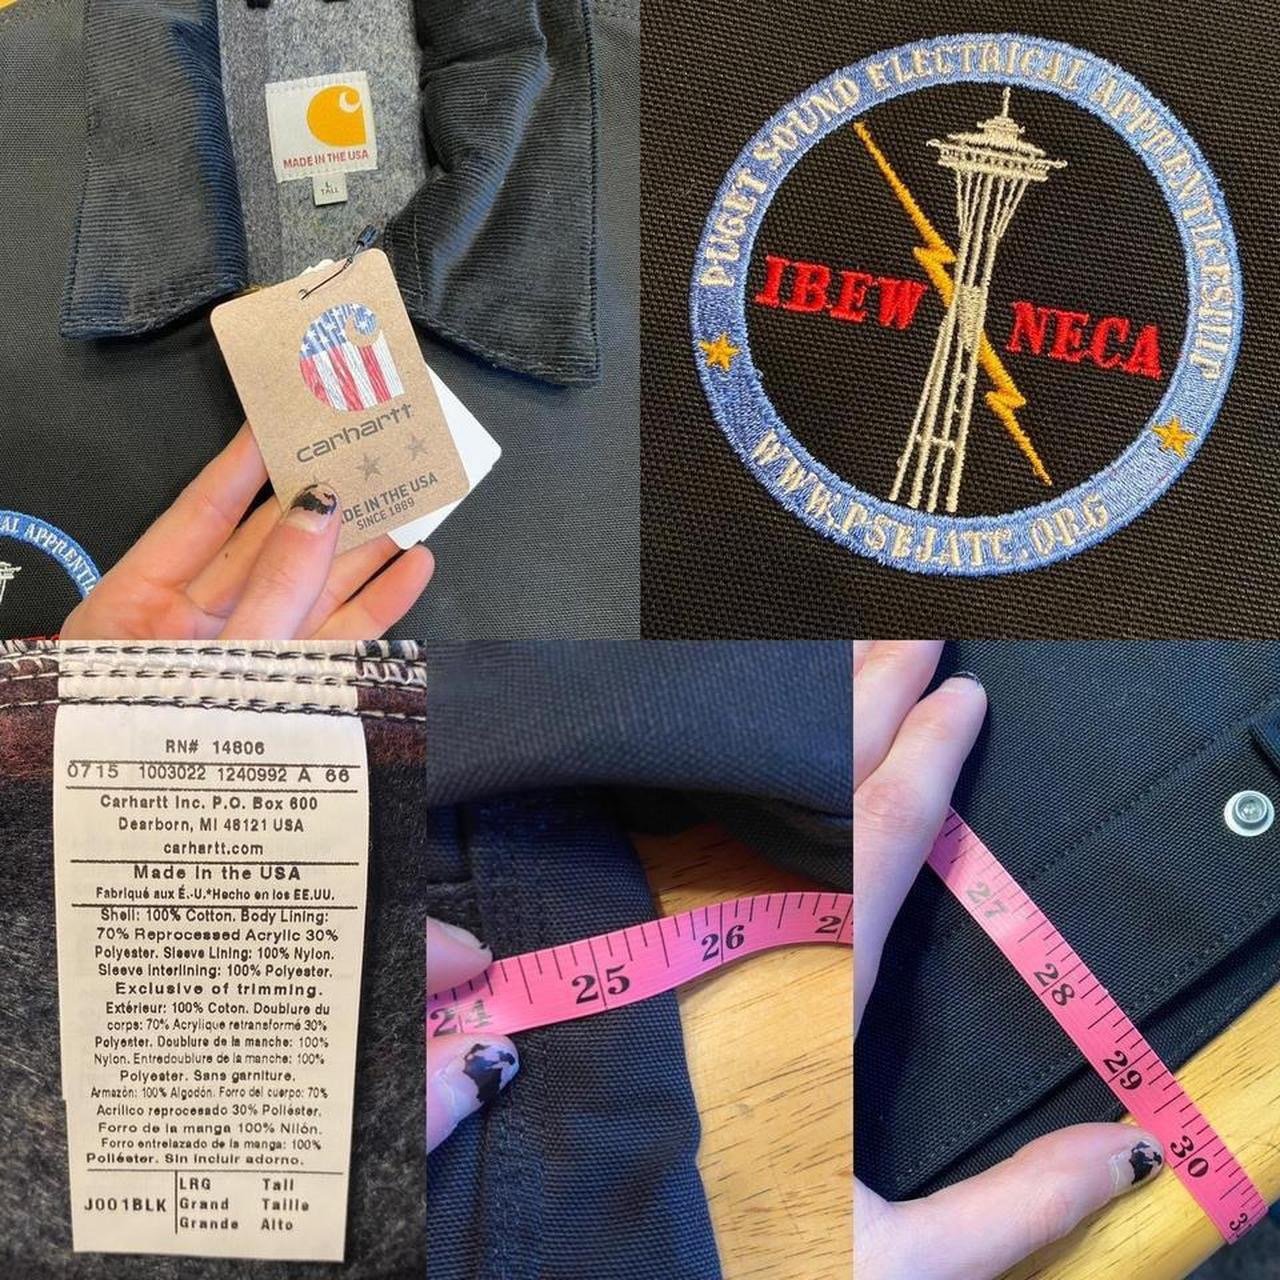 MADE IN THE USA
L
TALL
carhartt
DE IN THE USA
SINCE 1889
AL APPRENTI
PUGET SOUND ELECTRICAL APPRENTICESHIP
IBEW NECA
WWW.PSEJATC.ORG
RN# 14806
0715 1003022 1240992 A 66
Carhartt Inc. P.O. Box 600
Dearborn, MI 48121 USA
carhartt.com
Made in the USA
Fabriqué aux É.-U.*Hecho en los EE.UU.
Shell: 100% Cotton. Body Lining:
70% Reprocessed Acrylic 30%
Polyester. Sleeve Lining: 100% Nylon.
Sleeve Interlining: 100% Polyester.
Exclusive of trimming.
Extérieur: 100% Coton. Doublure du
corps: 70% Acrylique retransformé 30%
Polyester. Doublure de la manche: 100%
Nylon. Entredoublure de la manche: 100%
Polyester. Sans garniture.
Armazón: 100% Algodón. Forro del cuerpo: 70%
Acrílico reprocesado 30% Poliéster.
Forro de la manga 100% Nilón.
Forro entrelazado de la manga: 100%
Poliéster. Sin incluir adorno.
J001BLK
LRG Tall
Grand Taille
Grande Alto
24 25 26 2
27 28 29 30 3